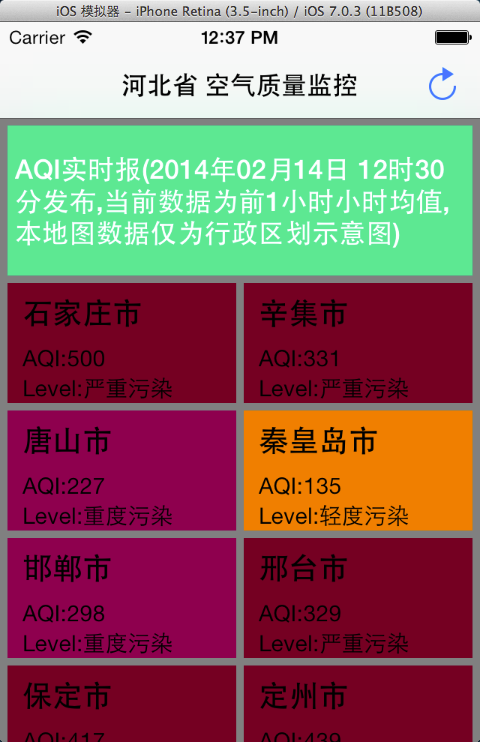 iOS 模拟器 - iPhone Retina (3.5-inch) / iOS 7.0.3 (11B508)
Carrier 12:37 PM
河北省 空气质量监控
AQI实时报(2014年02月14日 12时30
分发布,当前数据为前1小时小时均值,
本地图数据仅为行政区划示意图)
石家庄市
AQI:500
Level:严重污染
辛集市
AQI:331
Level:严重污染
唐山市
AQI:227
Level:重度污染
秦皇岛市
AQI:135
Level:轻度污染
邯郸市
AQI:298
Level:重度污染
邢台市
AQI:329
Level:严重污染
保定市
AQI:417
定州市
AQI:439